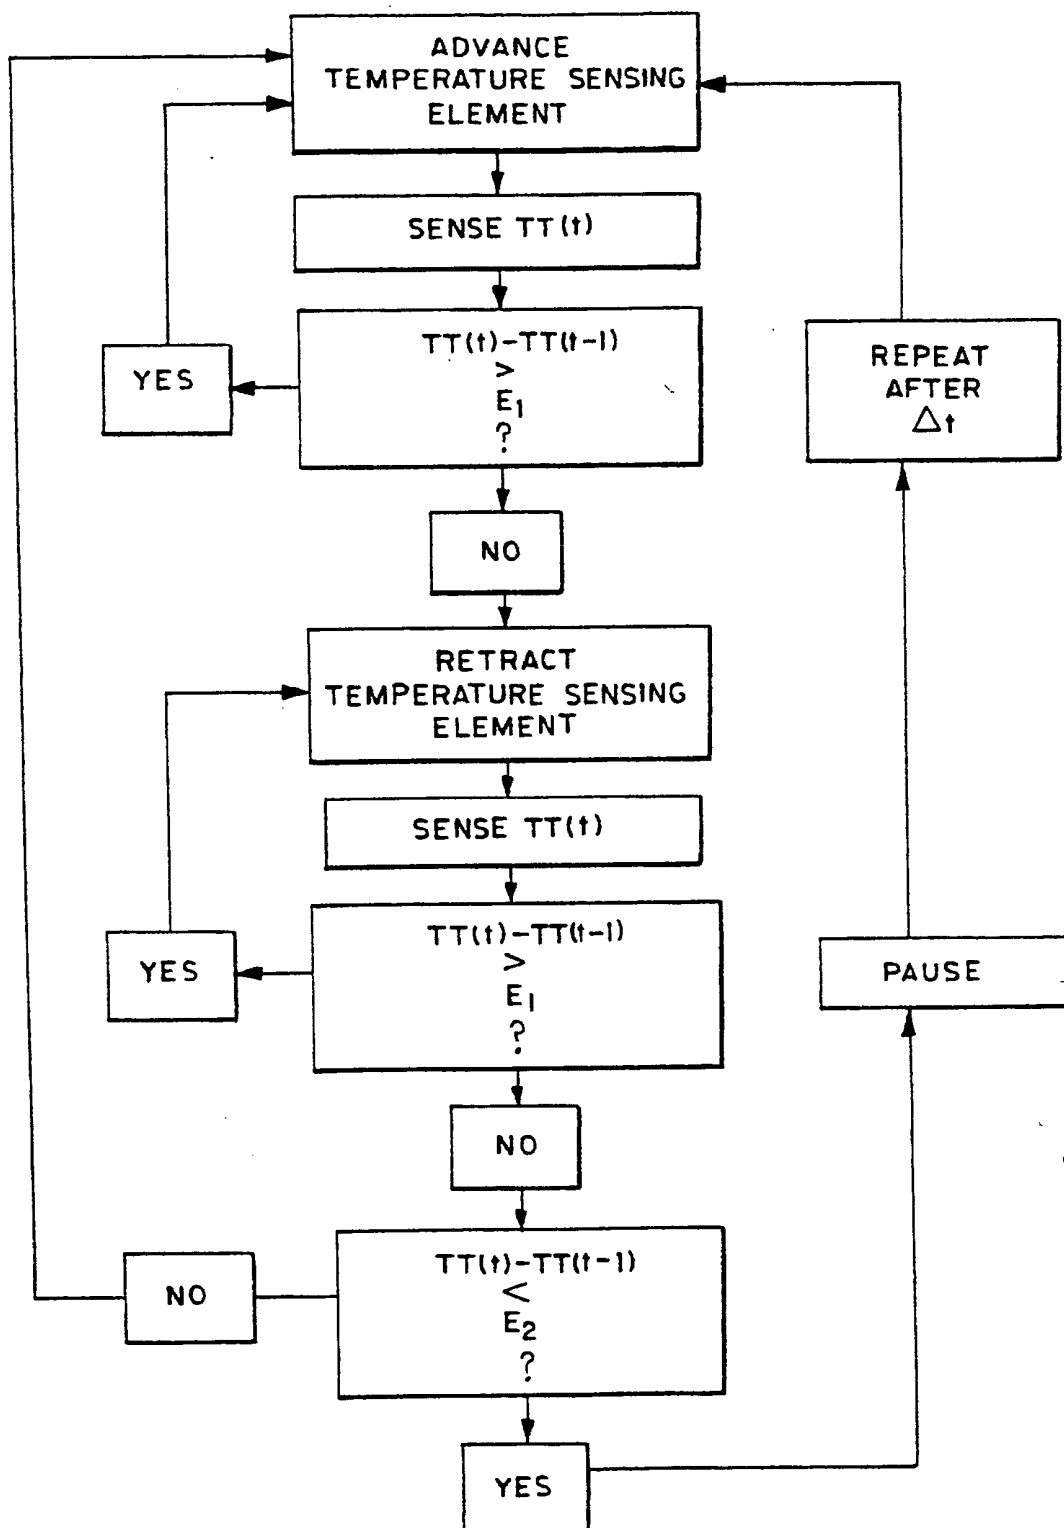 ADVANCE
TEMPERATURE SENSING
ELEMENT
SENSE TT(t)
TT(t)-TT(t-1)
>
E1
?
YES
REPEAT
AFTER
Δt
NO
RETRACT
TEMPERATURE SENSING
ELEMENT
SENSE TT(t)
TT(t)-TT(t-1)
>
E1
?
YES
PAUSE
NO
TT(t)-TT(t-1)
<
E2
?
NO
YES